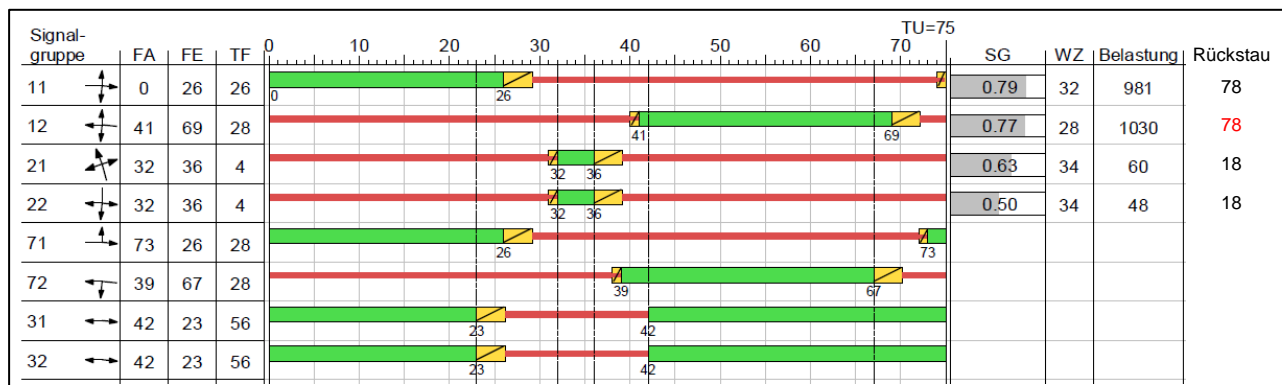 TU=75
Signal-
gruppe FA FE TF 0 10 20 30 40 50 60 70 SG WZ Belastung Rückstau
11 0 26 26 0 26 0.79 32 981 78
12 41 69 28 41 69 0.77 28 1030 78
21 32 36 4 32 36 0.63 34 60 18
22 32 36 4 32 36 0.50 34 48 18
71 73 26 28 26 73
72 39 67 28 39 67
31 42 23 56 23 42
32 42 23 56 23 42